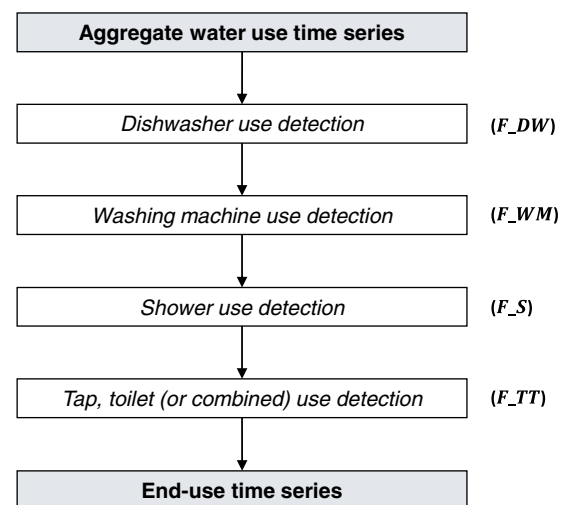 Aggregate water use time series
Dishwasher use detection (F_DW)
Washing machine use detection (F_WM)
Shower use detection (F_S)
Tap, toilet (or combined) use detection (F_TT)
End-use time series